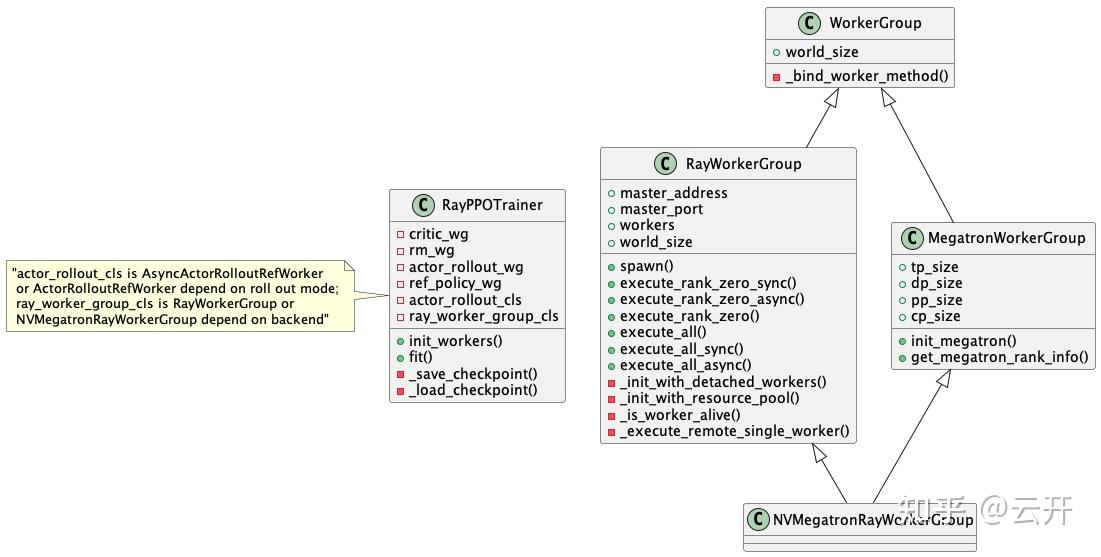 C WorkerGroup
world_size
_bind_worker_method()
C RayWorkerGroup
master_address
master_port
workers
world_size
spawn()
execute_rank_zero_sync()
execute_rank_zero_async()
execute_rank_zero()
execute_all()
execute_all_sync()
execute_all_async()
_init_with_detached_workers()
_init_with_resource_pool()
_is_worker_alive()
_execute_remote_single_worker()
C RayPPOTrainer
critic_wg
rm_wg
actor_rollout_wg
ref_policy_wg
actor_rollout_cls
ray_worker_group_cls
init_workers()
fit()
_save_checkpoint()
_load_checkpoint()
"actor_rollout_cls is AsyncActorRolloutRefWorker
or ActorRolloutRefWorker depend on roll out mode;
ray_worker_group_cls is RayWorkerGroup or
NVMegatronRayWorkerGroup depend on backend"
C MegatronWorkerGroup
tp_size
dp_size
pp_size
cp_size
init_megatron()
get_megatron_rank_info()
C NVMegatronRayWorkerGroup
知乎 @云开